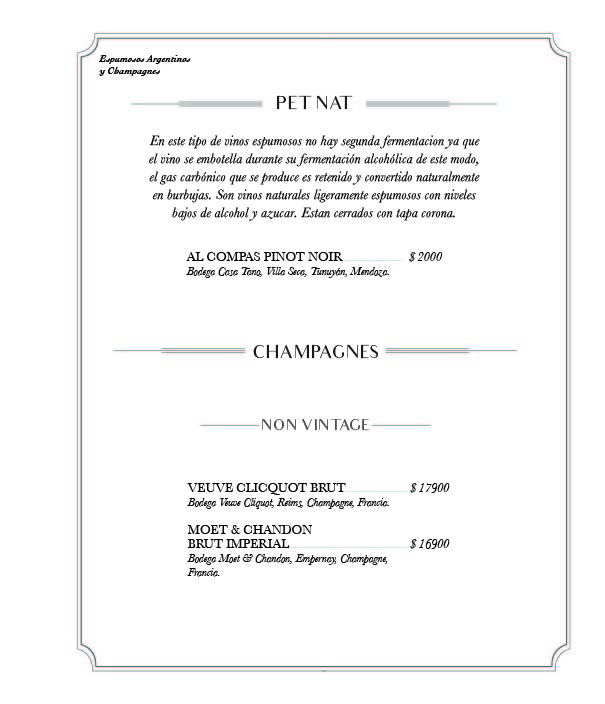 Espumosos Argentinos
y Champagnes
PET NAT
En este tipo de vinos espumosos no hay segunda fermentacion ya que
el vino se embotella durante su fermentación alcohólica de este modo,
el gas carbónico que se produce es retenido y convertido naturalmente
en burbujas. Son vinos naturales ligeramente espumosos con niveles
bajos de alcohol y azucar. Estan cerrados con tapa corona.
AL COMPAS PINOT NOIR $ 2000
Bodega Casa Tano, Villa Seca, Tunuyán, Mendoza.
CHAMPAGNES
NON VINTAGE
VEUVE CLICQUOT BRUT $ 17900
Bodega Veuve Cliquot, Reims, Champagne, Francia.
MOET & CHANDON
BRUT IMPERIAL $ 16900
Bodega Moet & Chandon, Empernay, Champagne,
Francia.